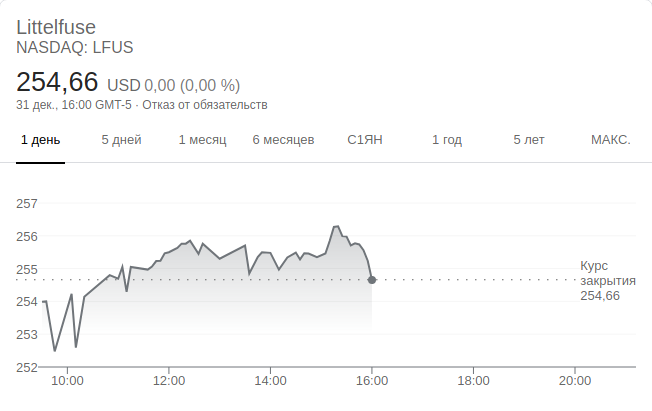 Littelfuse
NASDAQ: LFUS
254,66 USD 0,00 (0,00 %)
31 дек., 16:00 GMT-5 · Отказ от обязательств
1 день 5 дней 1 месяц 6 месяцев С1ЯН 1 год 5 лет МАКС.
257
256
255
254
253
252
Курс
закрытия
254,66
10:00 12:00 14:00 16:00 18:00 20:00